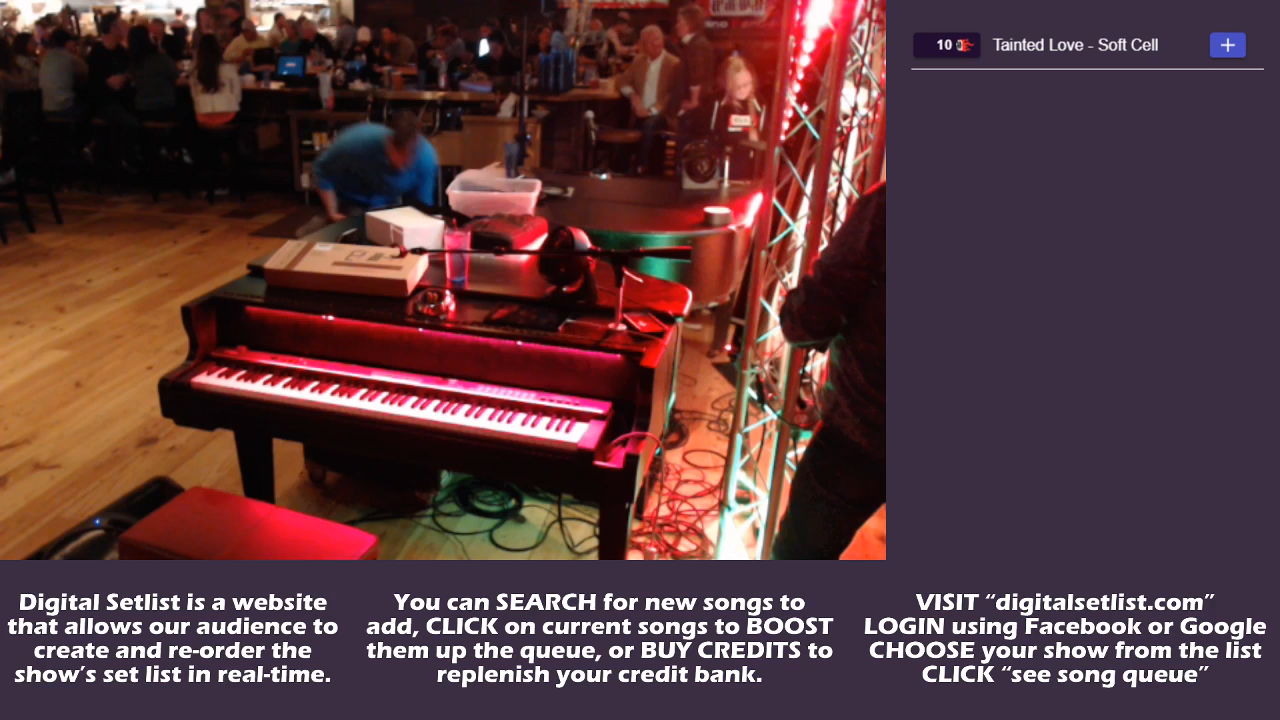 10 Tainted Love - Soft Cell +
Digital Setlist is a website
that allows our audience to
create and re-order the
show's set list in real-time.
You can SEARCH for new songs to
add, CLICK on current songs to BOOST
them up the queue, or BUY CREDITS to
replenish your credit bank.
VISIT “digitalsetlist.com”
LOGIN using Facebook or Google
CHOOSE your show from the list
CLICK “see song queue”